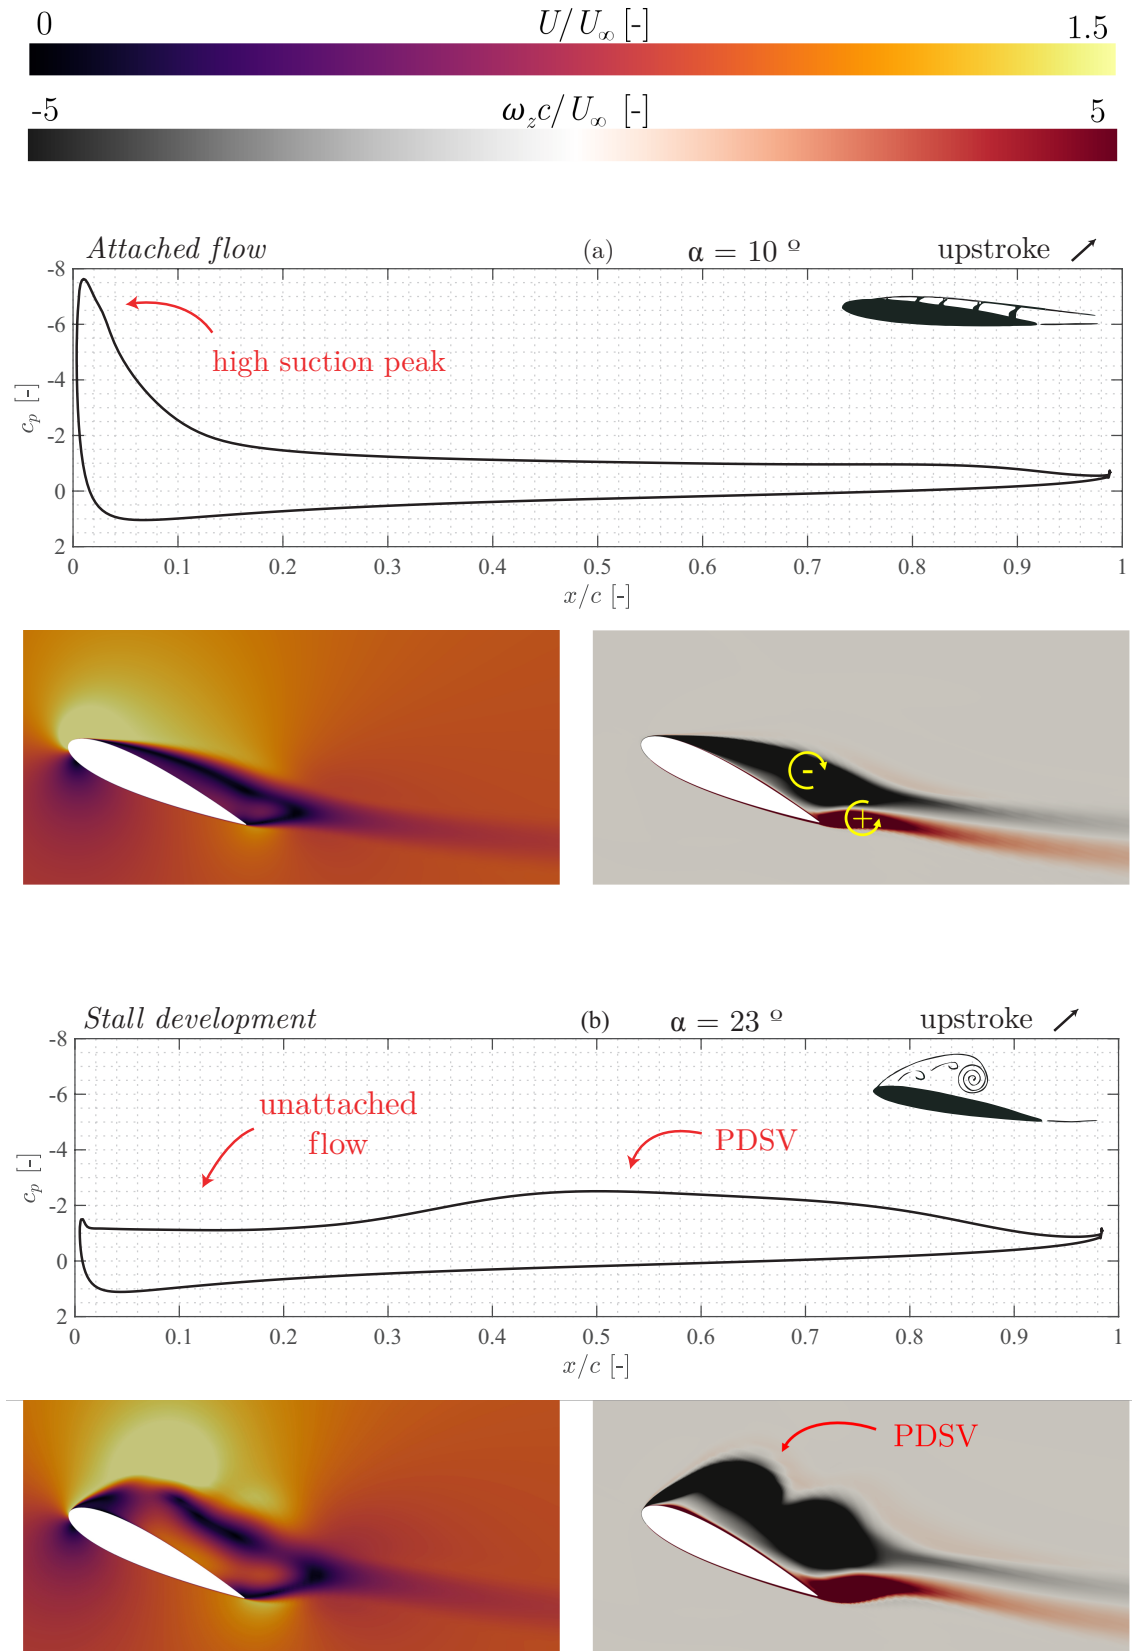 0 U/U∞ [-] 1.5
-5 ωzc/U∞ [-] 5
Attached flow (a) α = 10 º upstroke
-8
-6
high suction peak
-4
cp [-]
-2
0
2
0 0.1 0.2 0.3 0.4 0.5 0.6 0.7 0.8 0.9 1
x/c [-]
-
+
Stall development (b) α = 23 º upstroke
-8
-6
unattached
flow
PDSV
-4
cp [-]
-2
0
2
0 0.1 0.2 0.3 0.4 0.5 0.6 0.7 0.8 0.9 1
x/c [-]
PDSV